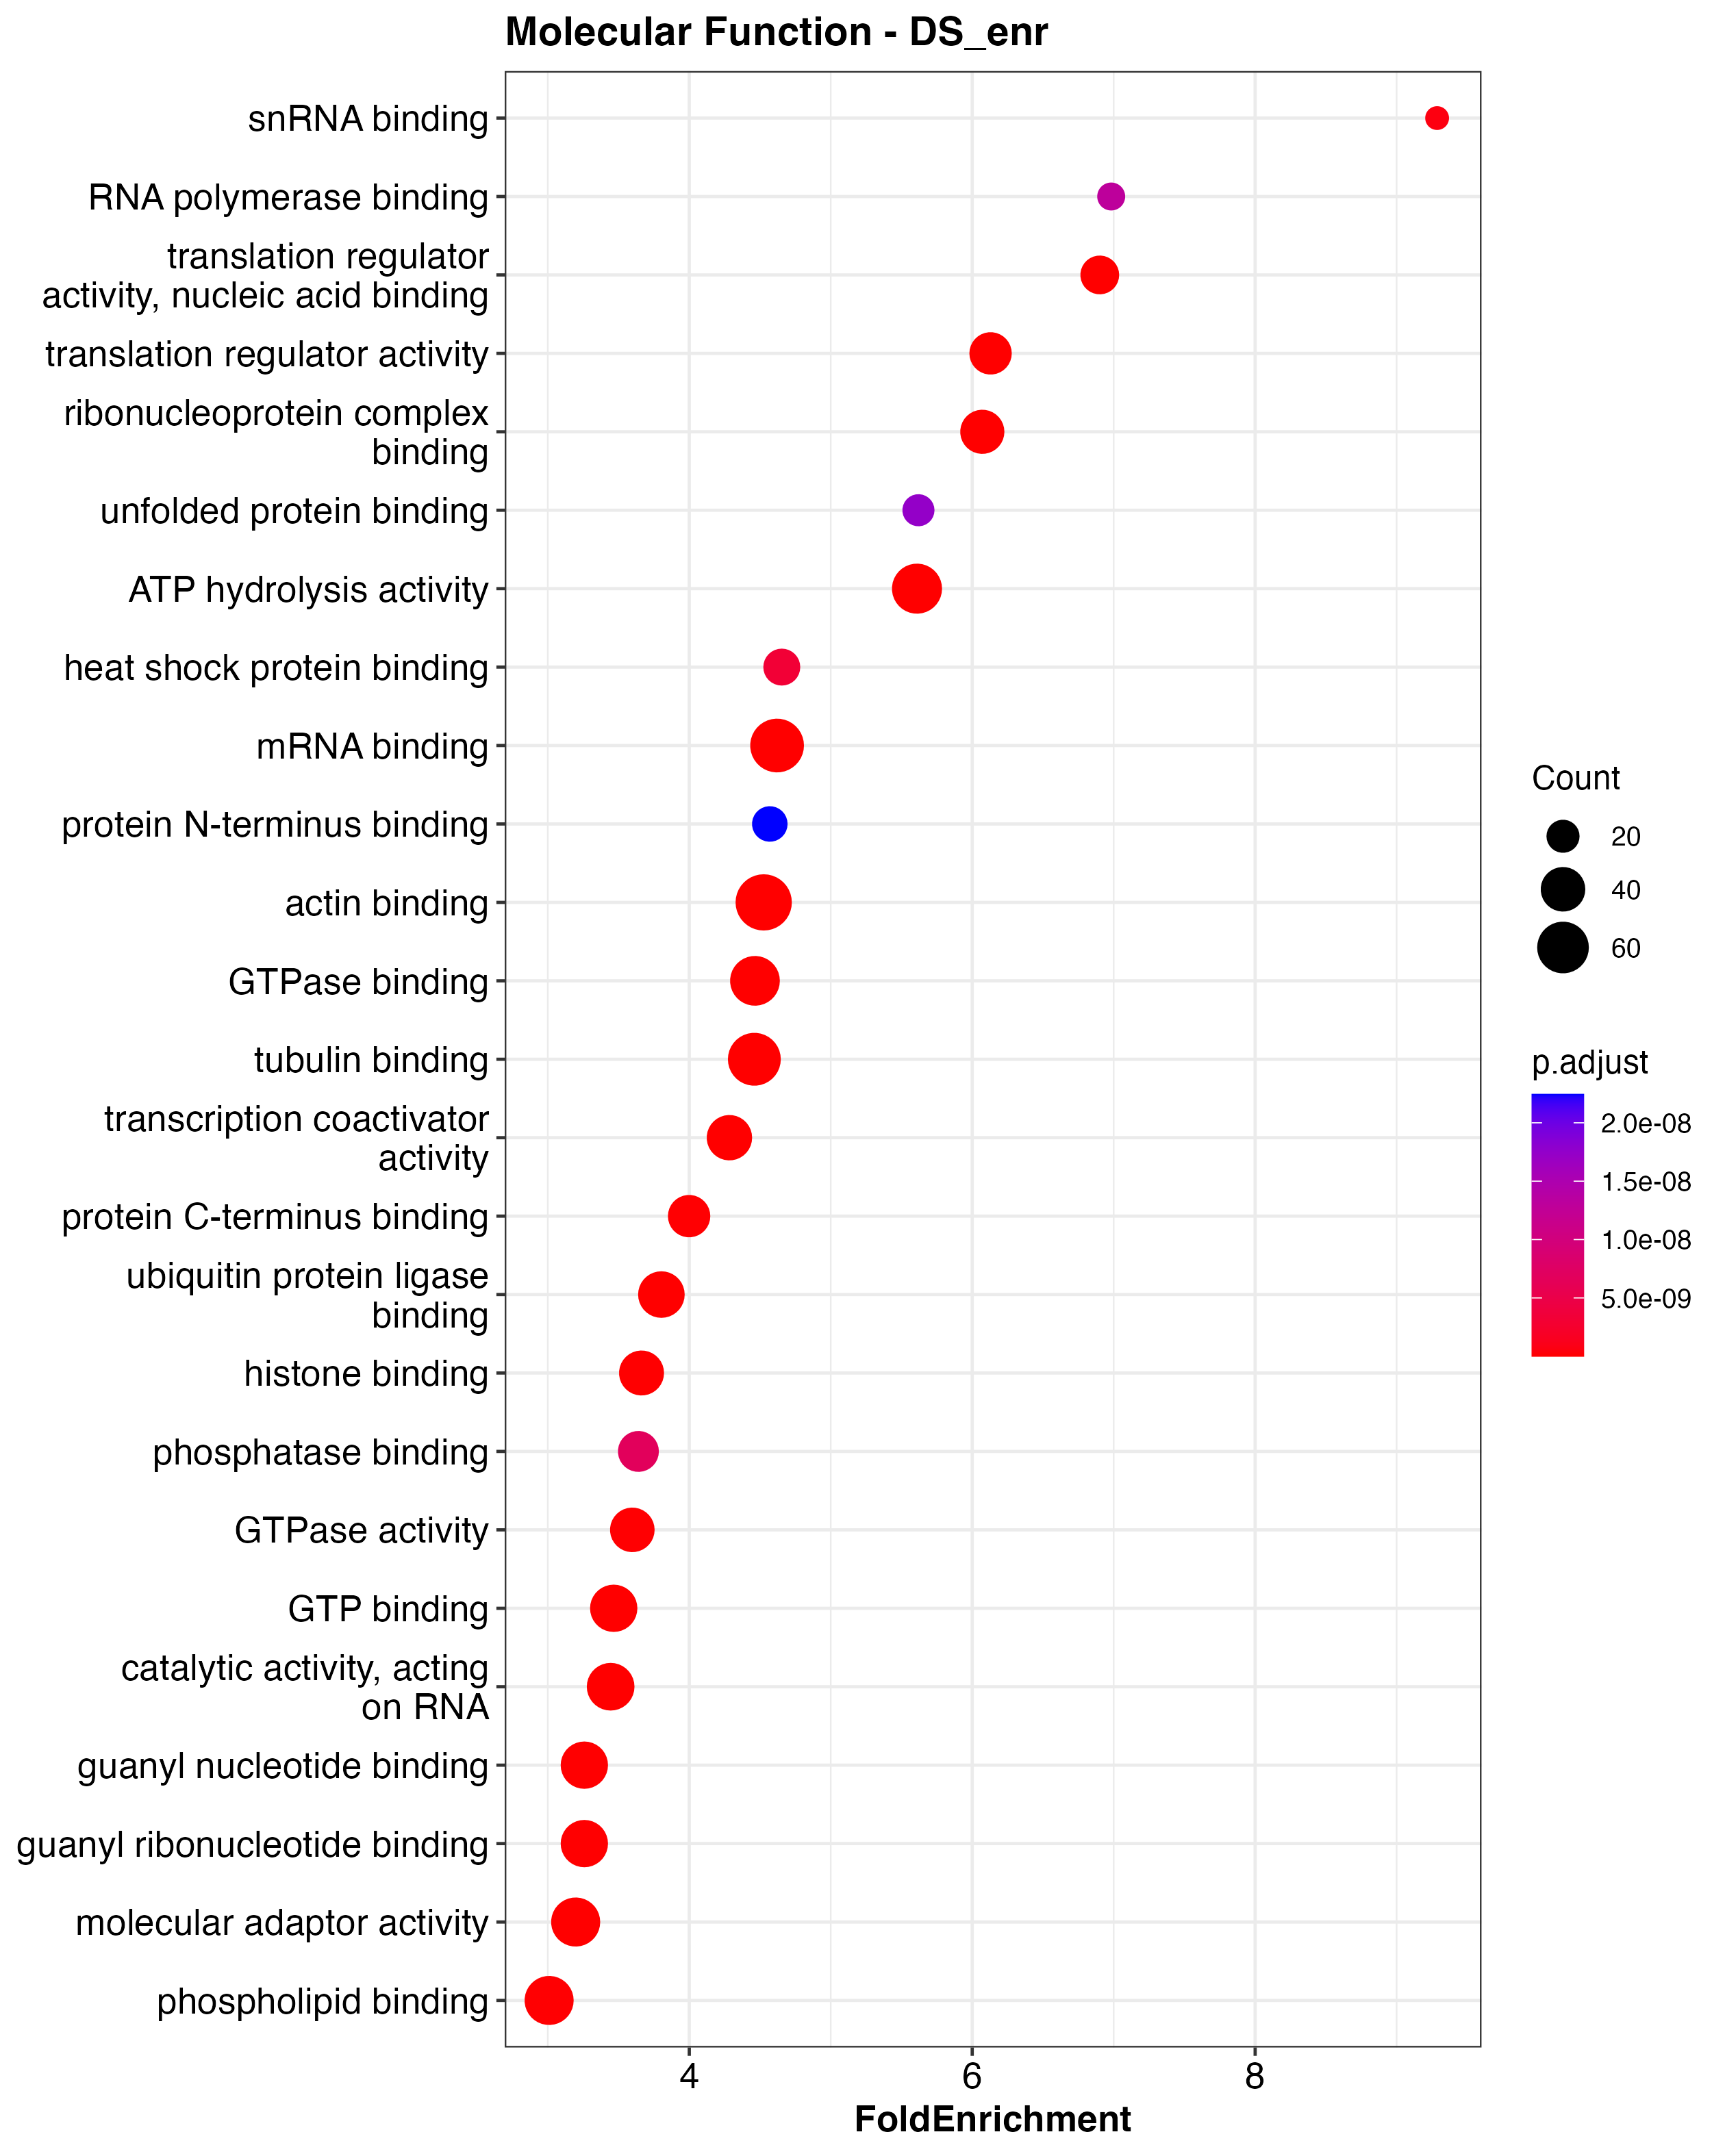 Molecular Function - DS_enr
snRNA binding
RNA polymerase binding
translation regulator
activity, nucleic acid binding
translation regulator activity
ribonucleoprotein complex
binding
unfolded protein binding
ATP hydrolysis activity
heat shock protein binding
mRNA binding
protein N-terminus binding
actin binding
GTPase binding
tubulin binding
transcription coactivator
activity
protein C-terminus binding
ubiquitin protein ligase
binding
histone binding
phosphatase binding
GTPase activity
GTP binding
catalytic activity, acting
on RNA
guanyl nucleotide binding
guanyl ribonucleotide binding
molecular adaptor activity
phospholipid binding
4 6 8
FoldEnrichment
Count
20
40
60
p.adjust
2.0e-08
1.5e-08
1.0e-08
5.0e-09